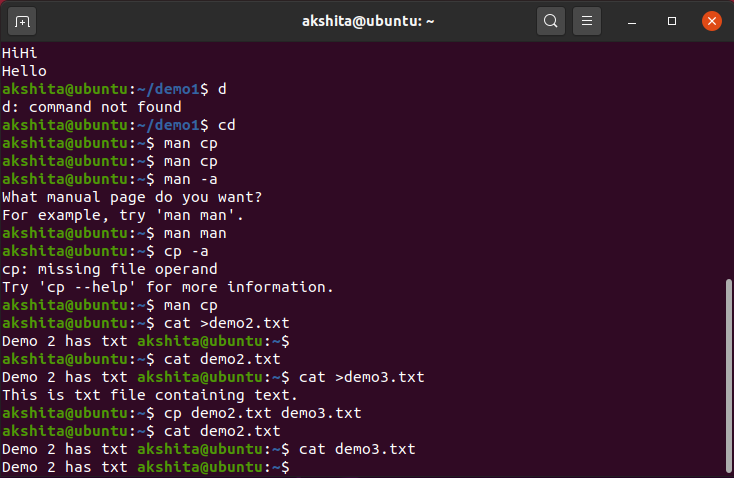 akshita@ubuntu: ~
HiHi
Hello
akshita@ubuntu:~/demo1$ d
d: command not found
akshita@ubuntu:~/demo1$ cd
akshita@ubuntu:~$ man cp
akshita@ubuntu:~$ man cp
akshita@ubuntu:~$ man -a
What manual page do you want?
For example, try 'man man'.
akshita@ubuntu:~$ man man
akshita@ubuntu:~$ cp -a
cp: missing file operand
Try 'cp --help' for more information.
akshita@ubuntu:~$ man cp
akshita@ubuntu:~$ cat >demo2.txt
Demo 2 has txt akshita@ubuntu:~$
akshita@ubuntu:~$ cat demo2.txt
Demo 2 has txt akshita@ubuntu:~$ cat >demo3.txt
This is txt file containing text.
akshita@ubuntu:~$ cp demo2.txt demo3.txt
akshita@ubuntu:~$ cat demo2.txt
Demo 2 has txt akshita@ubuntu:~$ cat demo3.txt
Demo 2 has txt akshita@ubuntu:~$